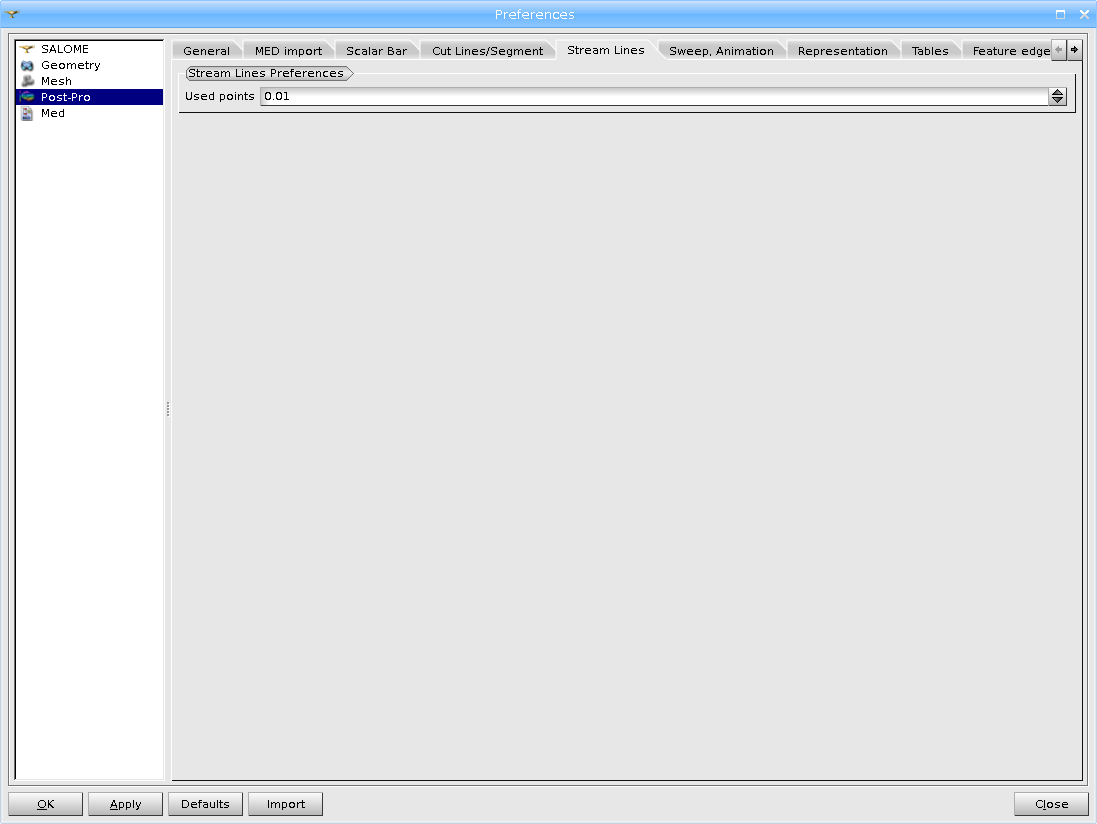 Preferences
SALOME
Geometry
Mesh
Post-Pro
Med
General MED import Scalar Bar Cut Lines/Segment Stream Lines Sweep, Animation Representation Tables Feature edge
Stream Lines Preferences
Used points 0.01
OK Apply Defaults Import Close